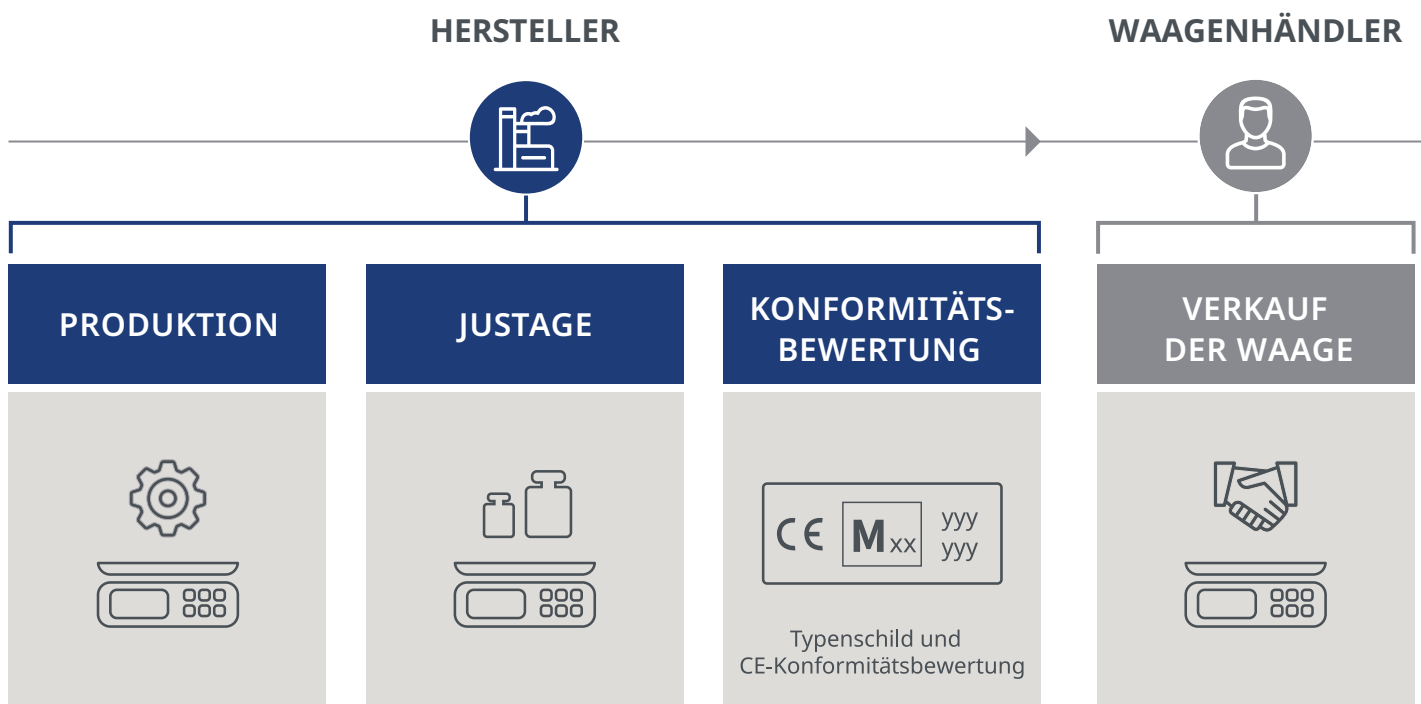 HERSTELLER
WAAGENHÄNDLER
PRODUKTION
JUSTAGE
KONFORMITÄTS-
BEWERTUNG
VERKAUF
DER WAAGE
CE M xx yyy
yyy
Typenschild und
CE-Konformitätsbewertung